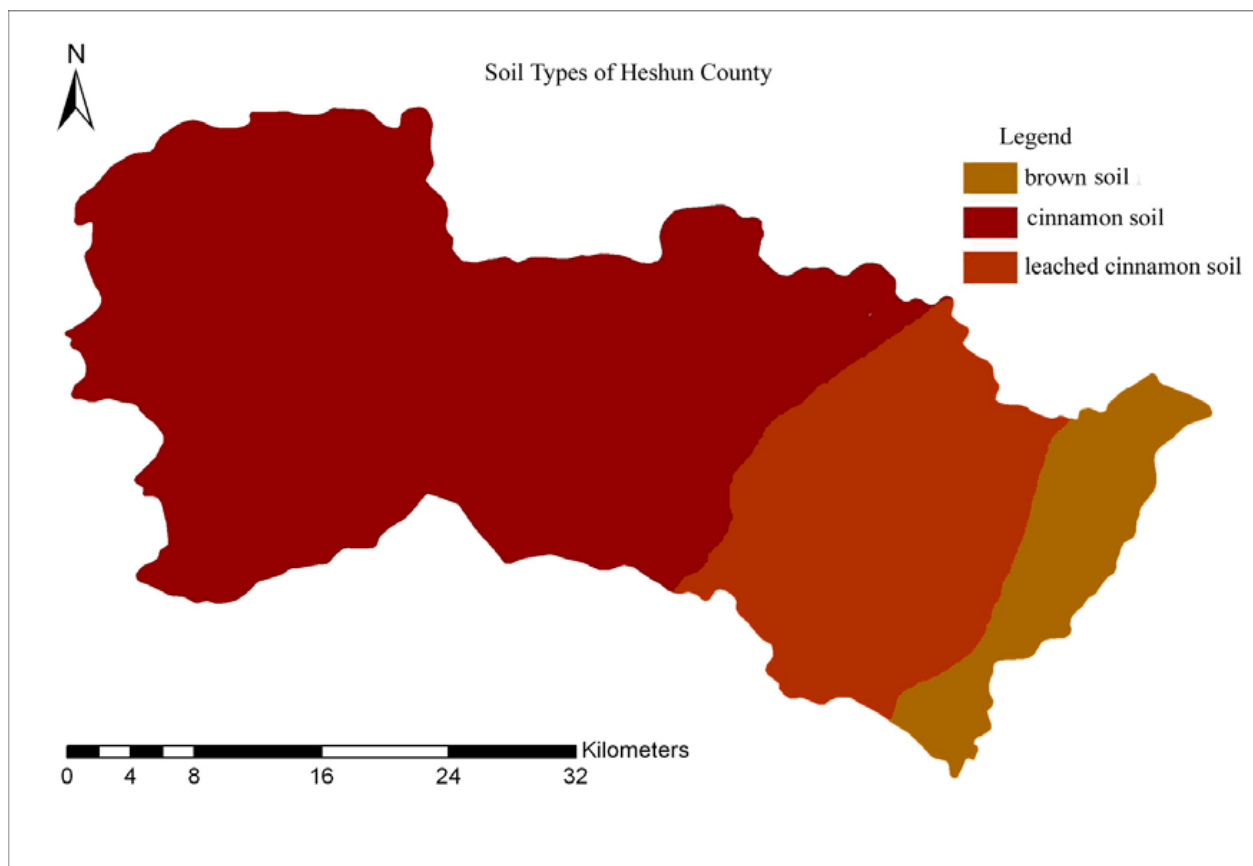 N
Soil Types of Heshun County
Legend
brown soil
cinnamon soil
leached cinnamon soil
Kilometers
0 4 8 16 24 32